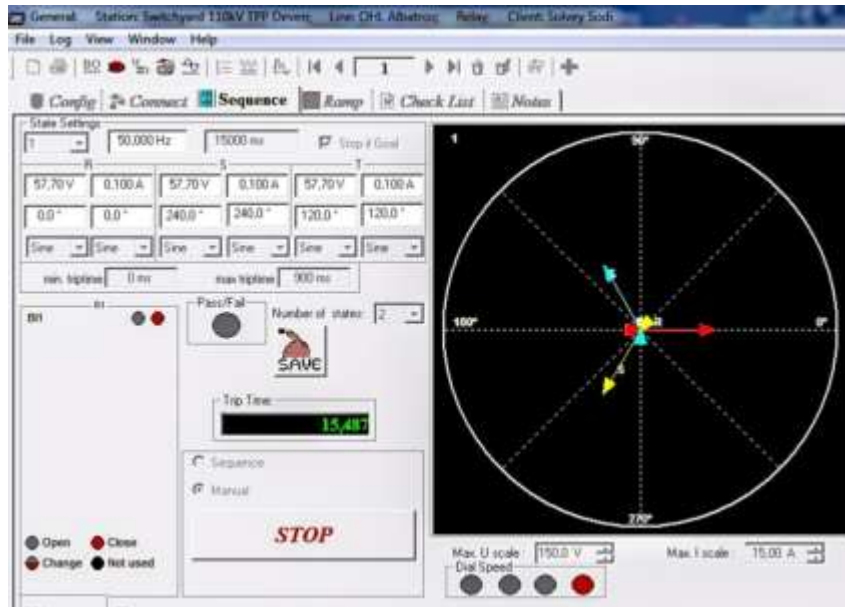 General Station: Switchyard 110kV TPP Deven; Line: OHL Albatros; Relay Client: Solvey Sodi
File Log View Window Help
1
Config Connect Sequence Ramp Check List Notes
State Settings
1 50,000 Hz 15000 ms Stop if Goal
R S T
57,70 V 0,100 A 57,70 V 0,100 A 57,70 V 0,100 A
0,0 ° 0,0 ° 240,0 ° 240,0 ° 120,0 ° 120,0 °
Sine Sine Sine Sine Sine Sine
min. triptime 0 ms max triptime 900 ms
BI1
Pass/Fail
Number of states: 2
SAVE
Trip Time:
15,487
Sequence
Manual
STOP
Open Close
Change Not used
1
90°
180°
0°
S
270°
Max. U scale : 150,0 V Max. I scale : 15,00 A
Dial Speed